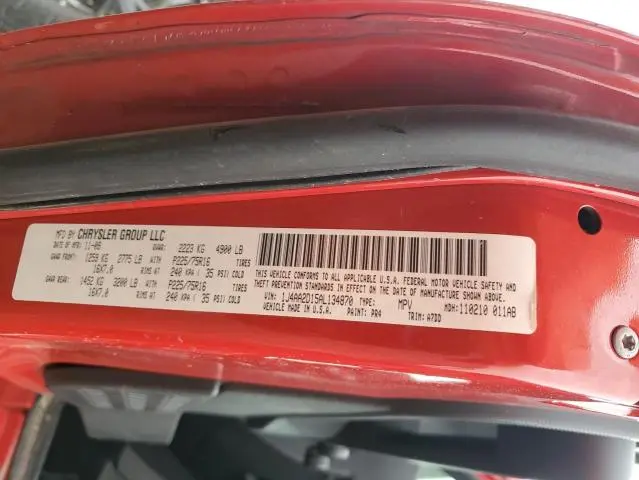 MFD BY CHRYSLER GROUP LLC
DATE OF MFR: 11-09 GVWR: 2223 KG 4900 LB
GAWR FRONT: 1259 KG 2775 LB WITH P225/75R16 TIRES
16X7.0 RIMS AT 240 KPA ( 35 PSI) COLD
GAWR REAR: 1452 KG 3200 LB WITH P225/75R16 TIRES
16X7.0 RIMS AT 240 KPA ( 35 PSI) COLD
THIS VEHICLE CONFORMS TO ALL APPLICABLE U.S.A. FEDERAL MOTOR VEHICLE SAFETY AND
THEFT PREVENTION STANDARDS IN EFFECT ON THE DATE OF MANUFACTURE SHOWN ABOVE.
VIN: 1J4AA2D15AL134870 TYPE: MPV MDH: 110210 011AB
VEHICLE MADE IN U.S.A. PAINT: PR4 TRIM: A7DD